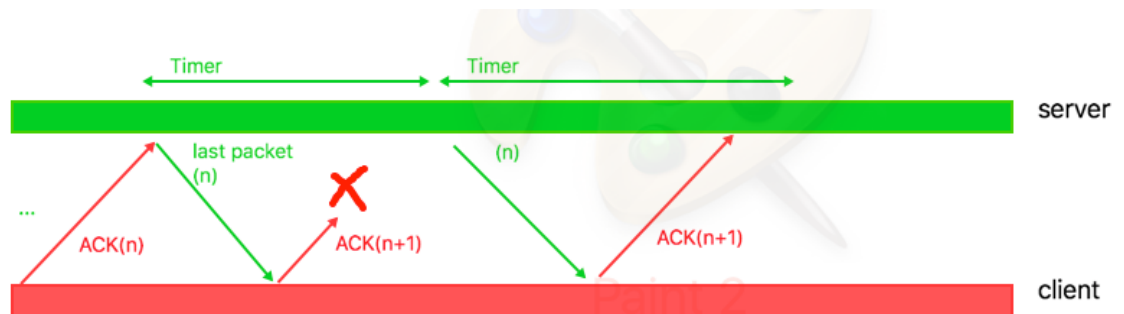 Timer
Timer
server
last packet
(n)
(n)
...
ACK(n)
ACK(n+1)
ACK(n+1)
client
Paint 2